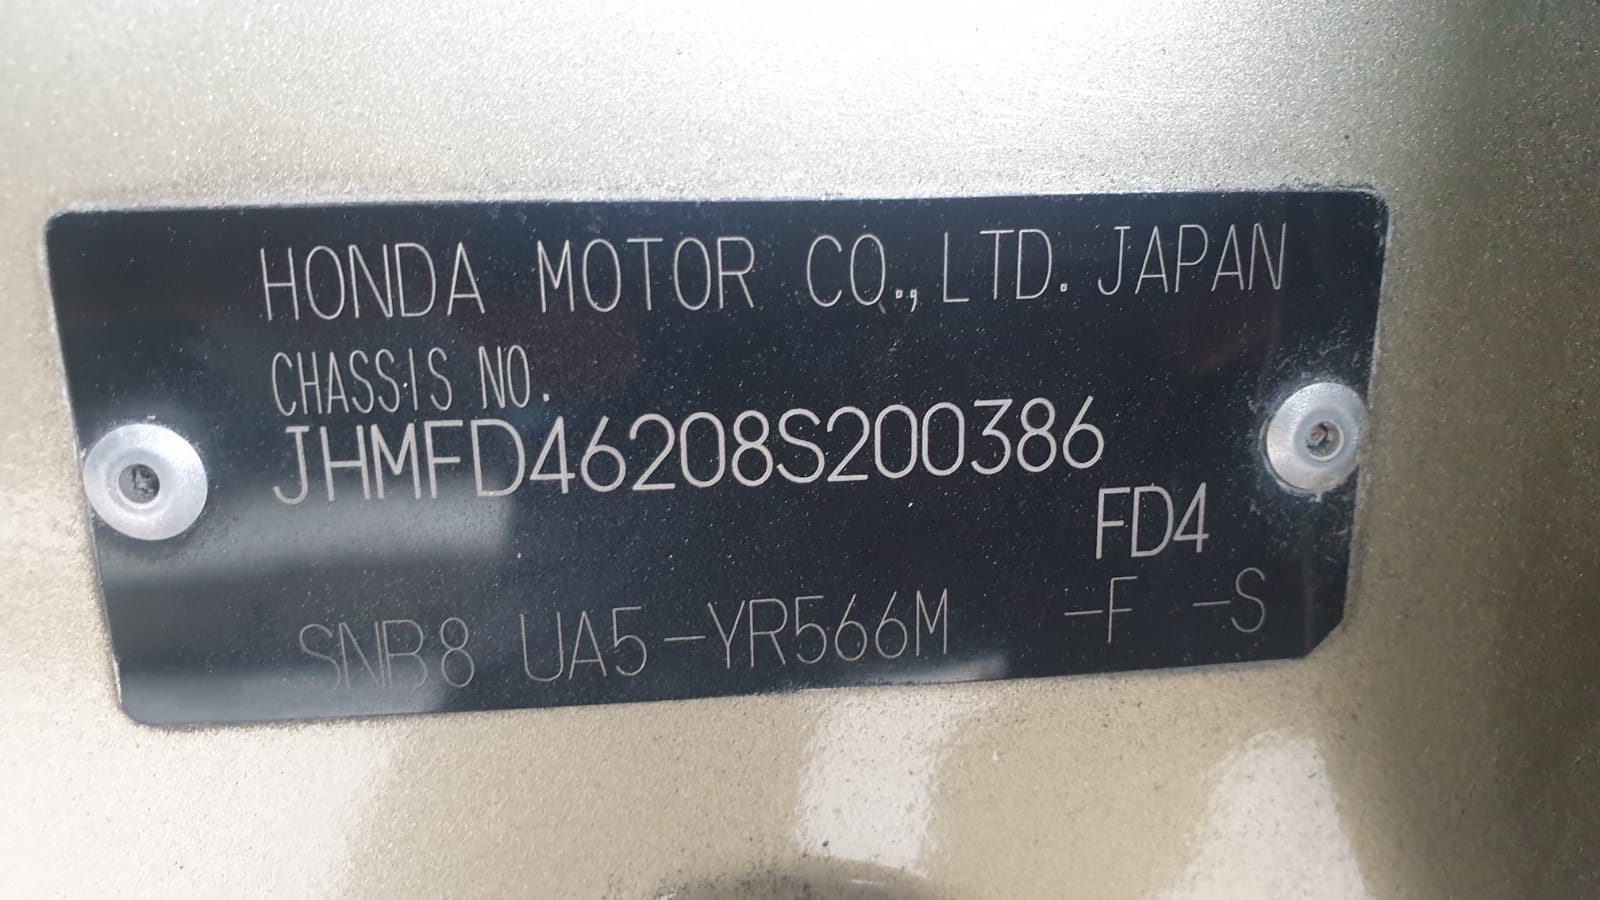 HONDA MOTOR CO., LTD. JAPAN
CHASSIS NO.
JHMFD46208S200386
FD4
SNB8 UA5-YR566M -F -S